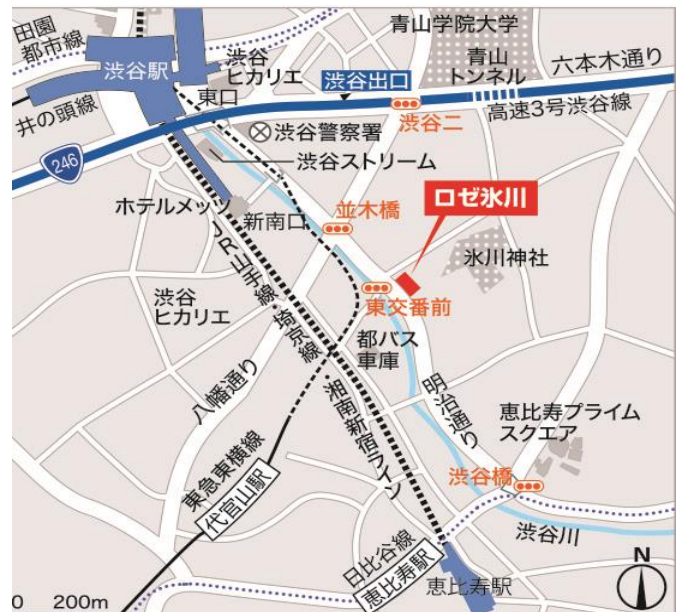 田園
都市線
渋谷駅
井の頭線
渋谷
ヒカリエ
東口
渋谷出口
青山学院大学
青山
トンネル
六本木通り
高速3号渋谷線
渋谷二
渋谷警察署
渋谷ストリーム
246
ホテルメッツ
新南口
並木橋
ロゼ氷川
氷川神社
東交番前
渋谷
ヒカリエ
都バス
車庫
JR山手線・埼京線・湘南新宿ライン
八幡通り
明治通り
恵比寿プライム
スクエア
東急東横線
代官山駅
渋谷橋
渋谷川
日比谷線
恵比寿駅
恵比寿駅
N
0 200m